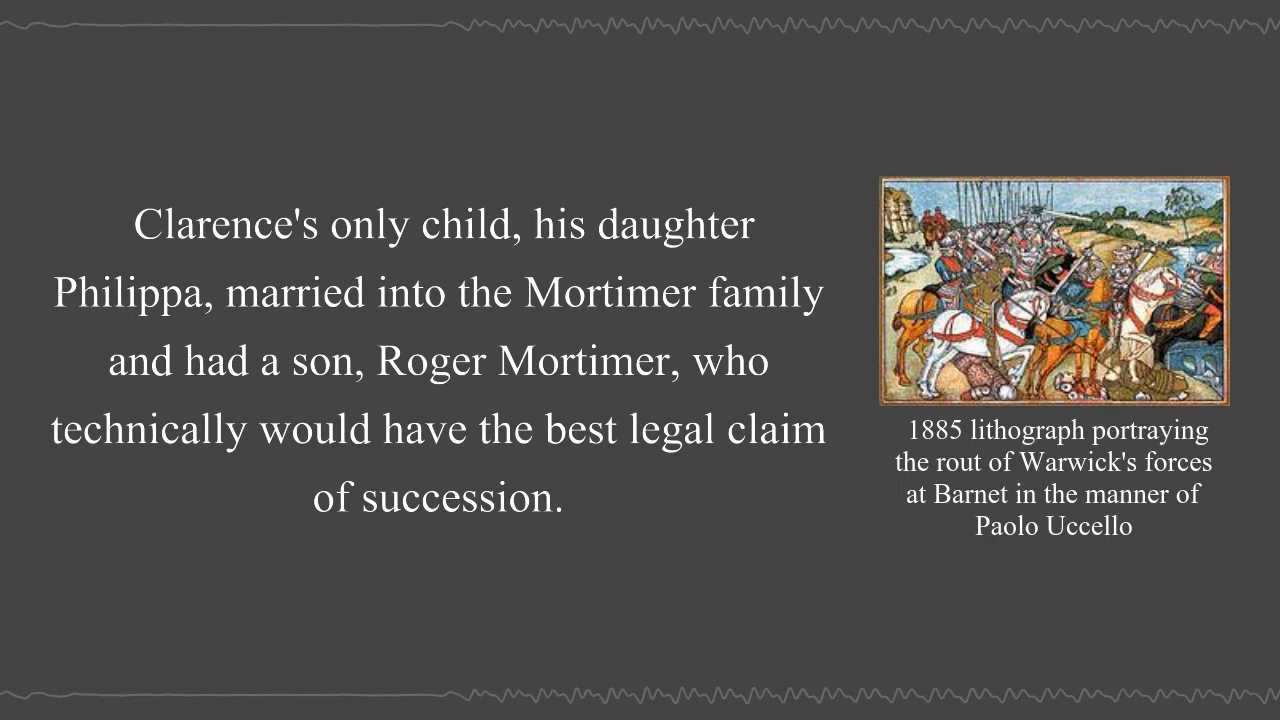 Clarence's only child, his daughter
Philippa, married into the Mortimer family
and had a son, Roger Mortimer, who
technically would have the best legal claim
of succession.
1885 lithograph portraying
the rout of Warwick's forces
at Barnet in the manner of
Paolo Uccello